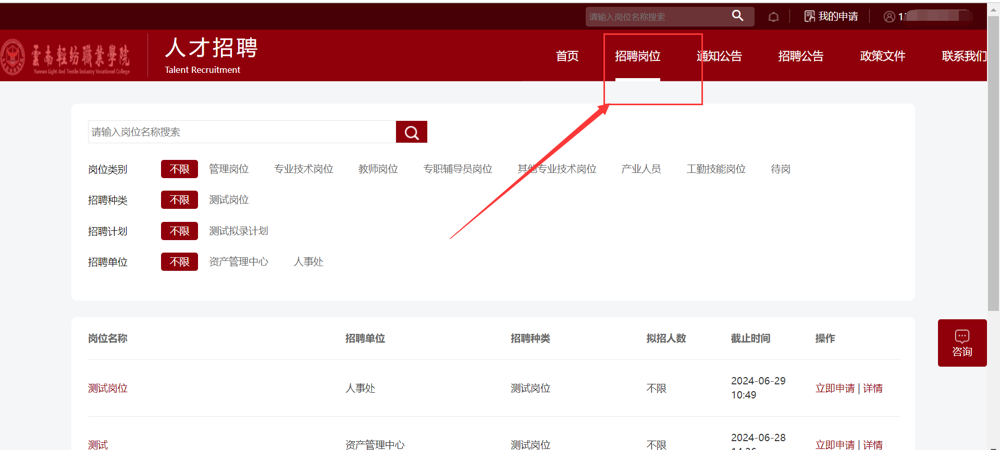 请输入岗位名称搜索
我的申请
雲南輕紡職業學院
Yunnan Light And Textile Industry Vocational College
人才招聘
Talent Recruitment
首页 招聘岗位 通知公告 招聘公告 政策文件 联系我们
请输入岗位名称搜索
岗位类别 不限 管理岗位 专业技术岗位 教师岗位 专职辅导员岗位 其他专业技术岗位 产业人员 工勤技能岗位 待岗
招聘种类 不限 测试岗位
招聘计划 不限 测试拟录计划
招聘单位 不限 资产管理中心 人事处
岗位名称 招聘单位 招聘种类 拟招人数 截止时间 操作
咨询
测试岗位 人事处 测试岗位 不限 2024-06-29 10:49 立即申请 | 详情
测试 资产管理中心 测试岗位 不限 2024-06-28 立即申请 | 详情